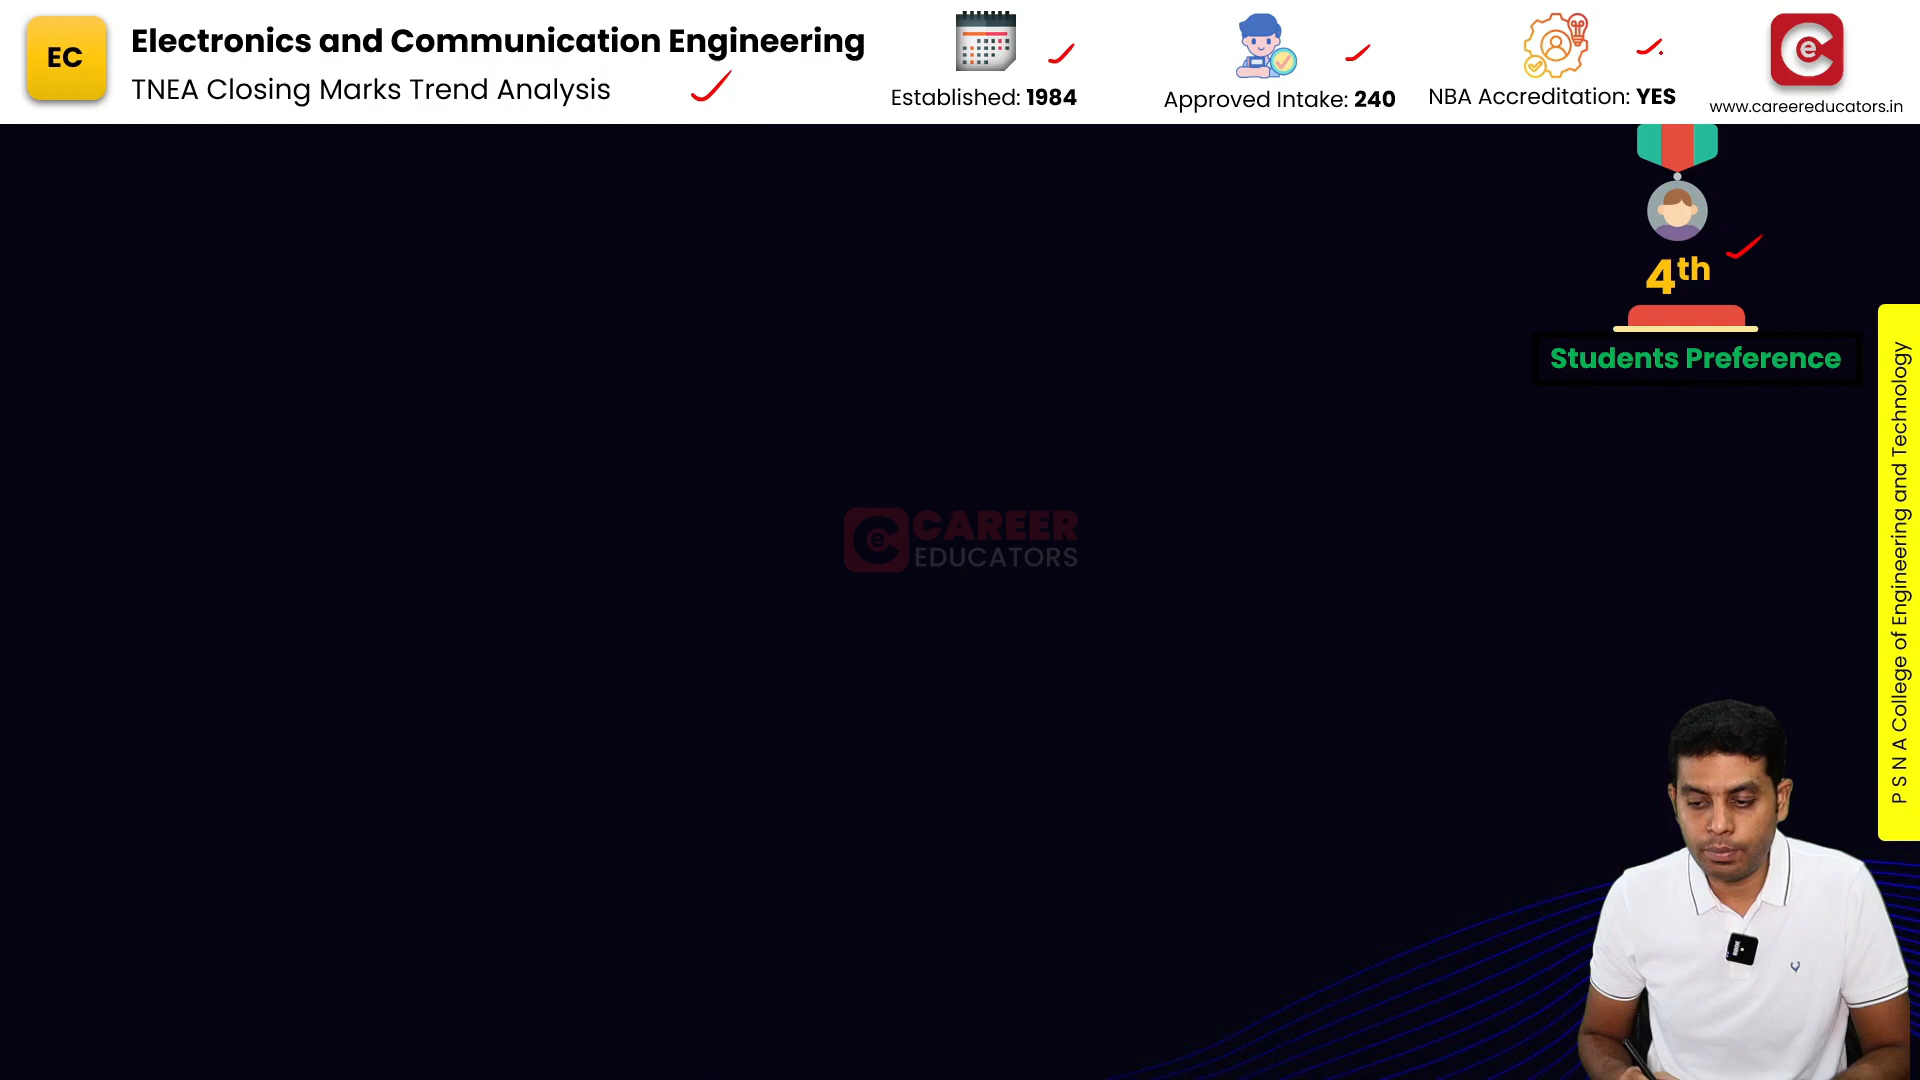 EC
Electronics and Communication Engineering
TNEA Closing Marks Trend Analysis
Established: 1984
Approved Intake: 240
NBA Accreditation: YES
e
www.careereducators.in
4th
Students Preference
P S N A College of Engineering and Technology
e CAREER
EDUCATORS